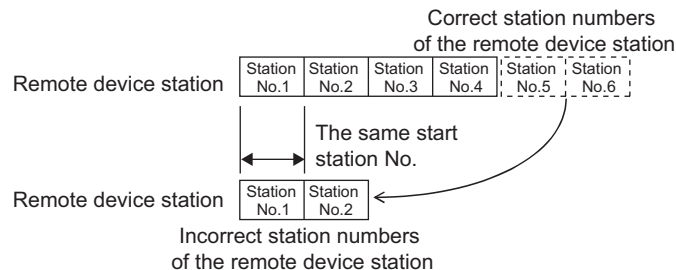 Correct station numbers
of the remote device station
Remote device station
Station No.1
Station No.2
Station No.3
Station No.4
Station No.5
Station No.6
The same start
station No.
Remote device station
Station No.1
Station No.2
Incorrect station numbers
of the remote device station